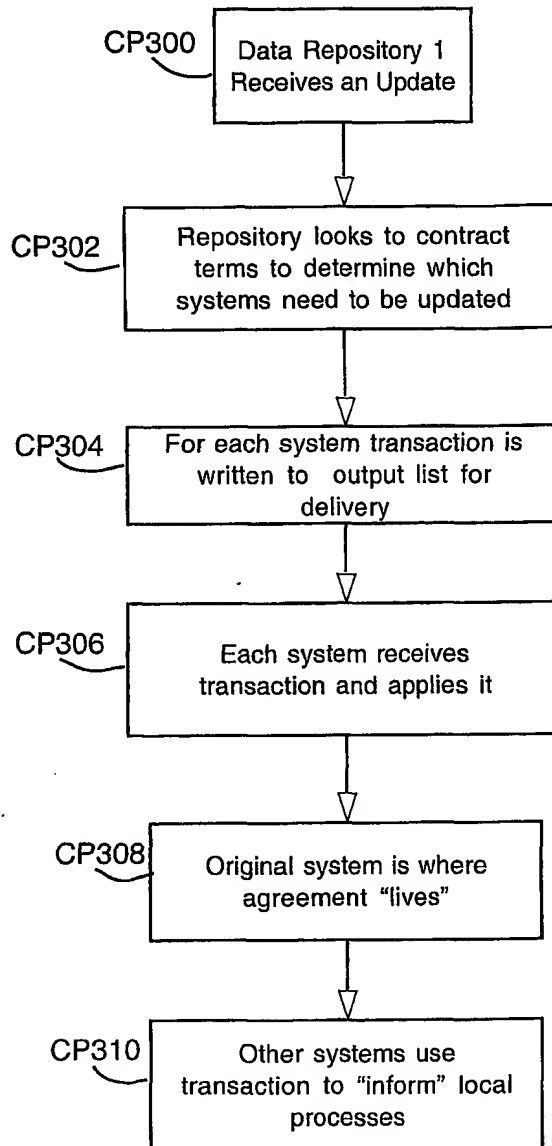 CP300
Data Repository 1
Receives an Update
CP302
Repository looks to contract
terms to determine which
systems need to be updated
CP304
For each system transaction is
written to output list for
delivery
CP306
Each system receives
transaction and applies it
CP308
Original system is where
agreement “lives”
CP310
Other systems use
transaction to “inform” local
processes